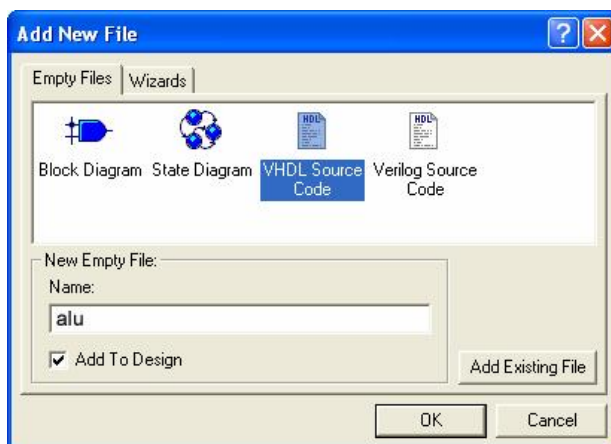 Add New File
Empty Files Wizards
Block Diagram State Diagram VHDL Source Verilog Source
Code Code
New Empty File:
Name:
alu
Add To Design
Add Existing File
OK Cancel